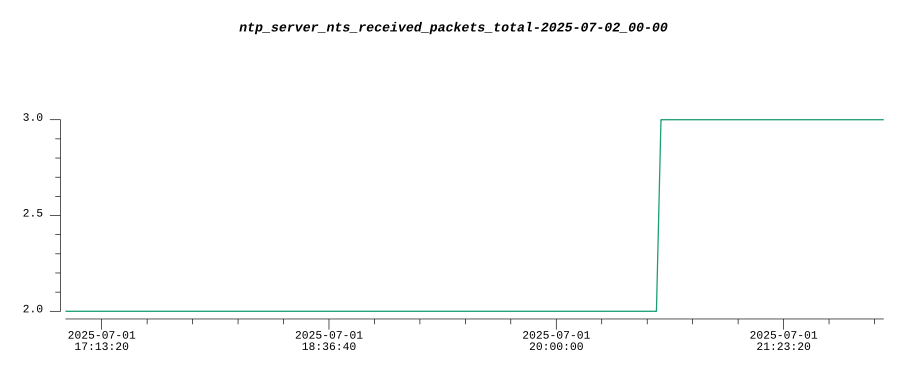 ntp_server_nts_received_packets_total-2025-07-02_00-00
3.0
2.5
2.0
2025-07-01 2025-07-01 2025-07-01 2025-07-01
17:13:20 18:36:40 20:00:00 21:23:20